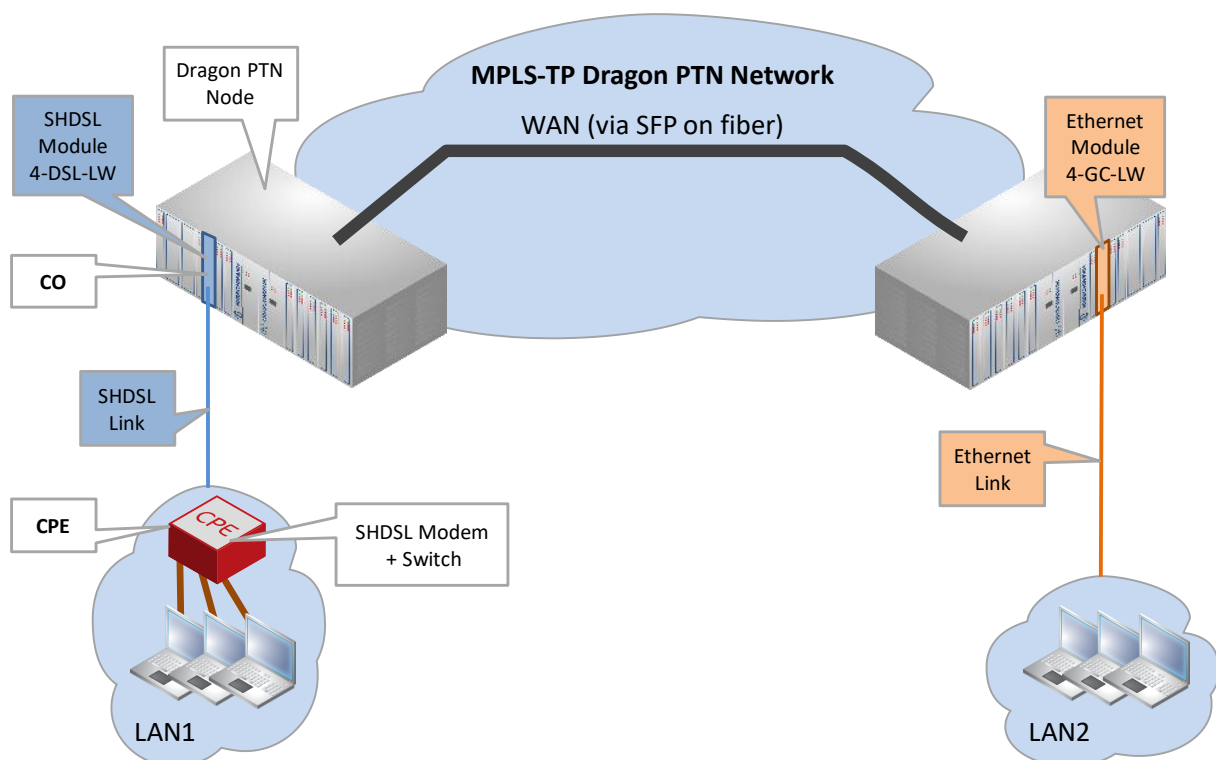 MPLS-TP Dragon PTN Network
WAN (via SFP on fiber)
Dragon PTN
Node
SHDSL
Module
4-DSL-LW
Ethernet
Module
4-GC-LW
CO
SHDSL
Link
Ethernet
Link
CPE
CPE
SHDSL Modem
+ Switch
LAN1
LAN2